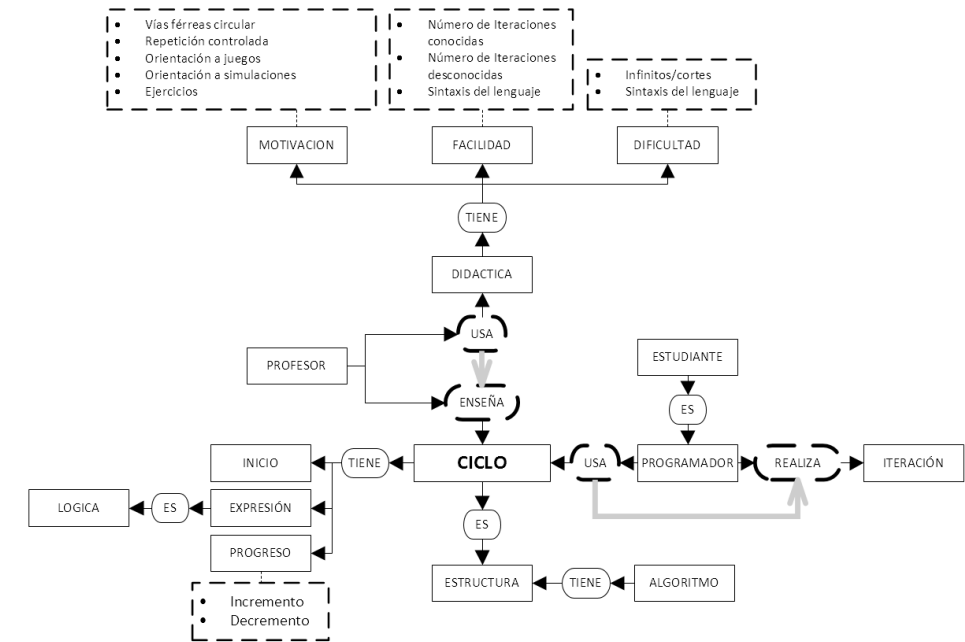 • Vías férreas circular
• Repetición controlada
• Orientación a juegos
• Orientación a simulaciones
• Ejercicios
• Número de Iteraciones
conocidas
• Número de Iteraciones
desconocidas
• Sintaxis del lenguaje
• Infinitos/cortes
• Sintaxis del lenguaje
MOTIVACION
FACILIDAD
DIFICULTAD
TIENE
DIDACTICA
USA
PROFESOR
ESTUDIANTE
ENSEÑA
ES
INICIO
TIENE
CICLO
USA
PROGRAMADOR
REALIZA
ITERACIÓN
LOGICA
ES
EXPRESIÓN
ES
PROGRESO
ESTRUCTURA
TIENE
ALGORITMO
• Incremento
• Decremento